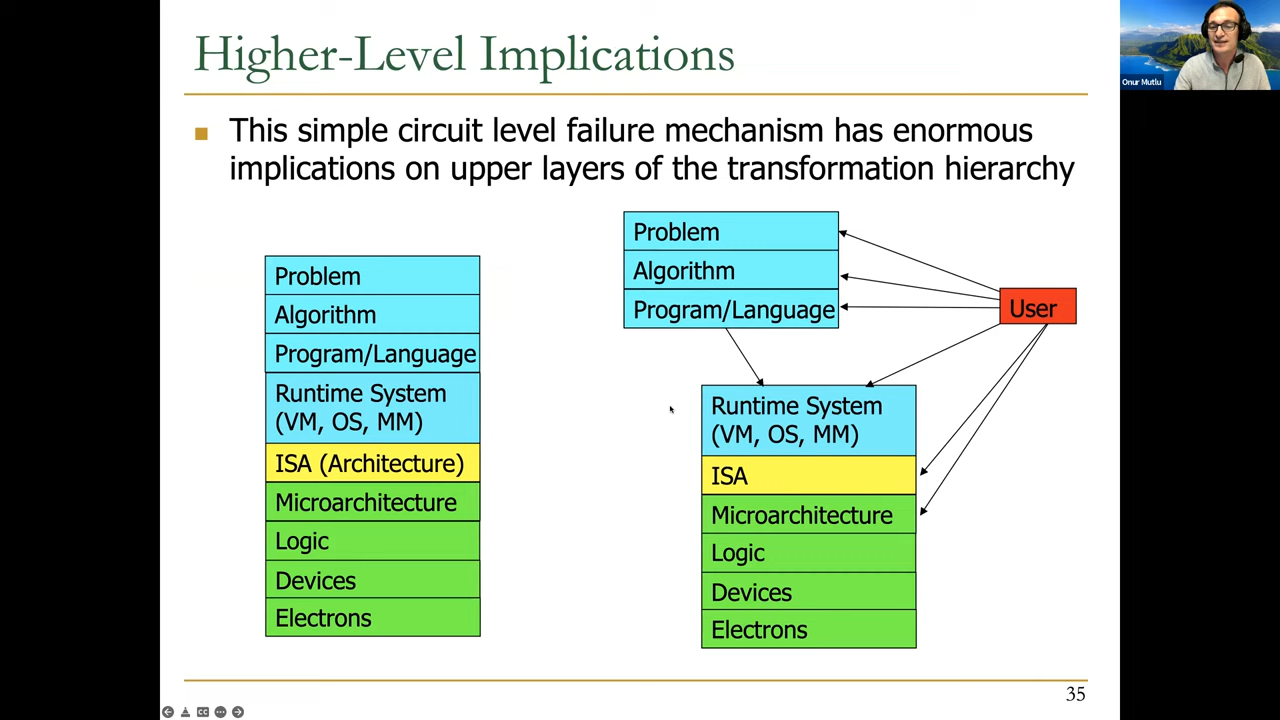 Higher-Level Implications
Onur Mutlu
This simple circuit level failure mechanism has enormous
implications on upper layers of the transformation hierarchy
Problem
Algorithm
Program/Language
Runtime System
(VM, OS, MM)
ISA (Architecture)
Microarchitecture
Logic
Devices
Electrons
Problem
Algorithm
Program/Language
User
Runtime System
(VM, OS, MM)
ISA
Microarchitecture
Logic
Devices
Electrons
35
CC